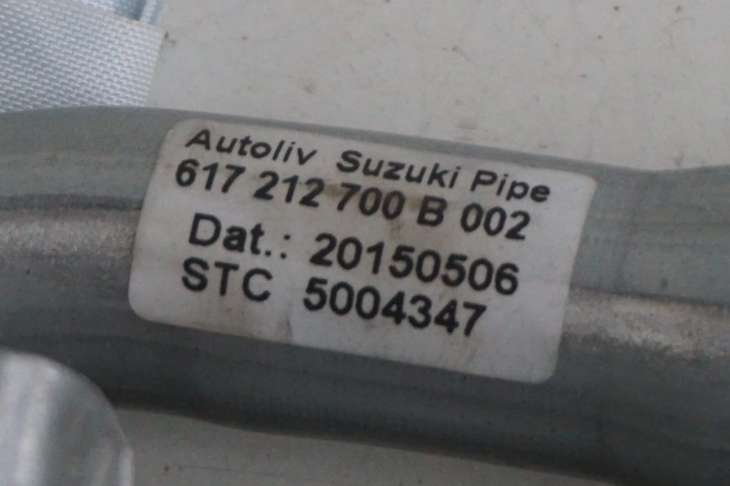 Autoliv Suzuki Pipe
617 212 700 B 002
Dat.: 20150506
STC 5004347